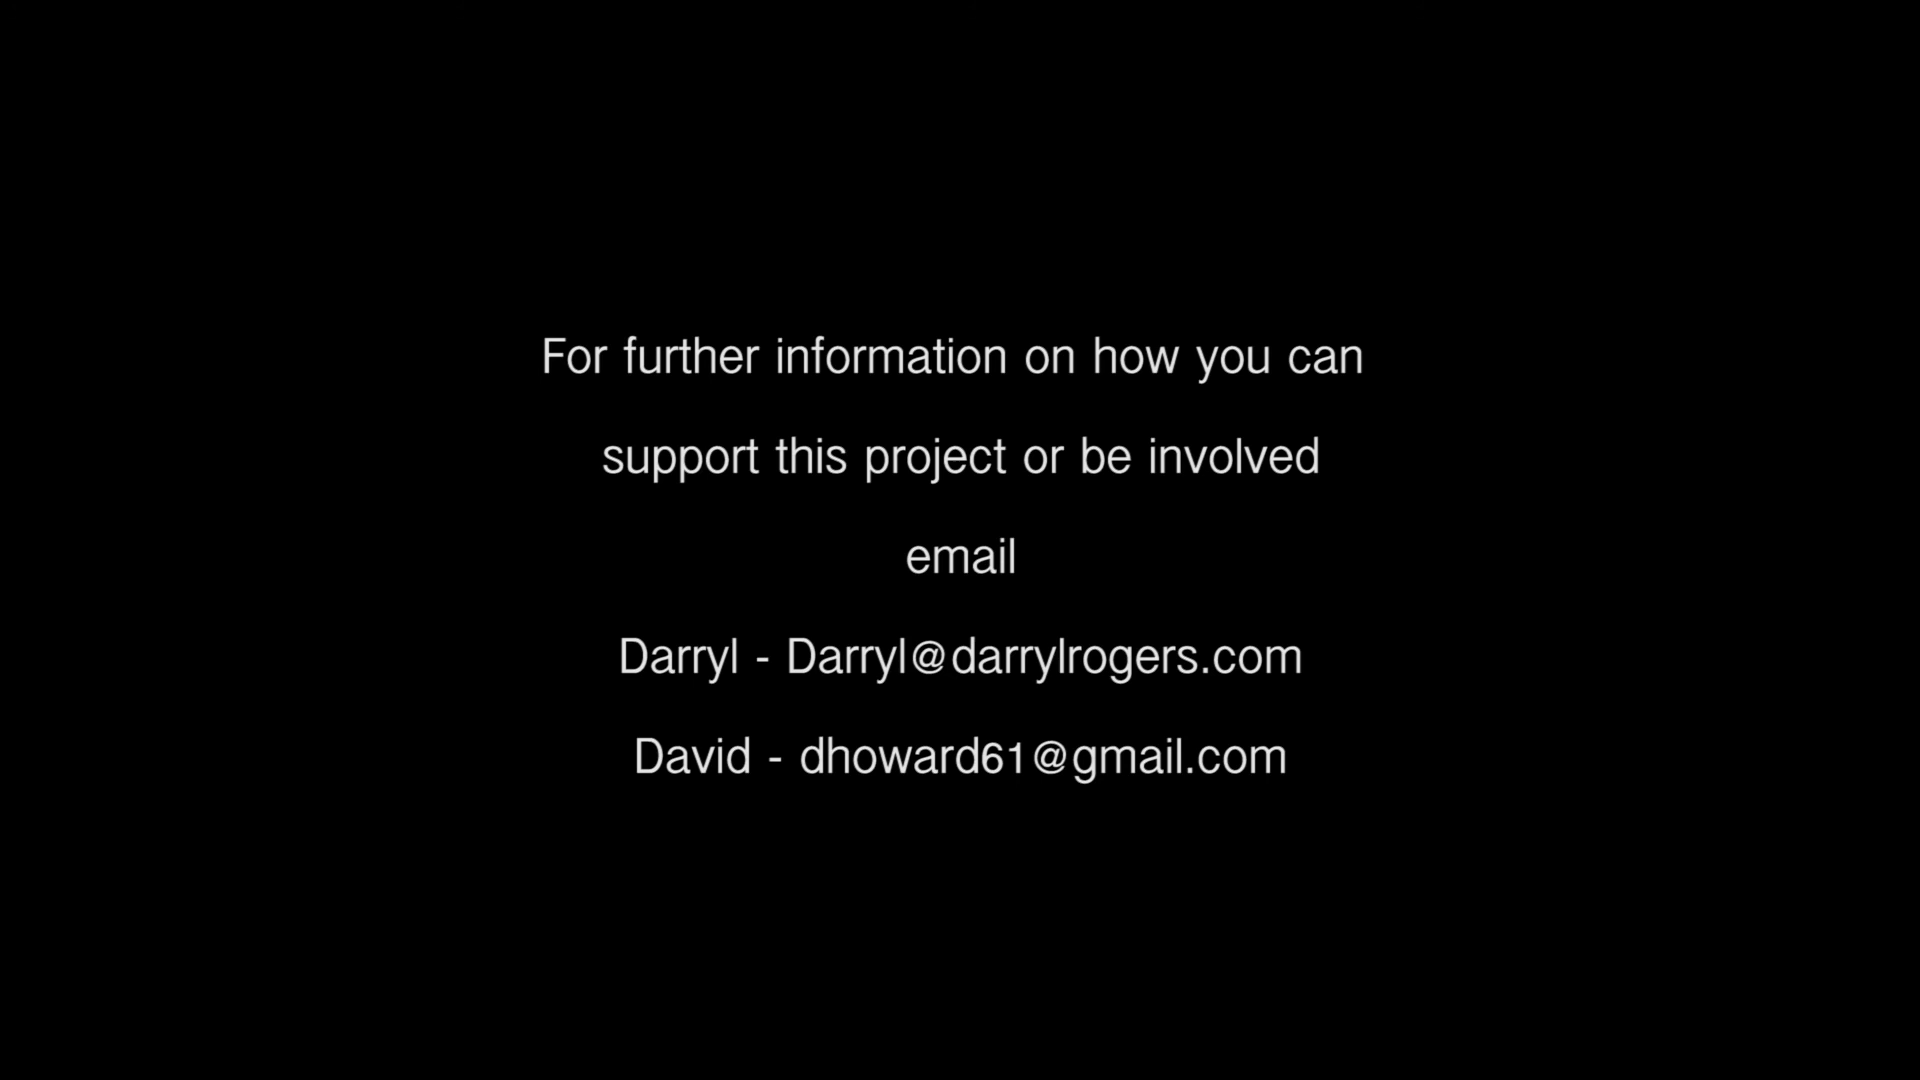 For further information on how you can
support this project or be involved
email
Darryl - Darryl@darrylrogers.com
David - dhoward61@gmail.com